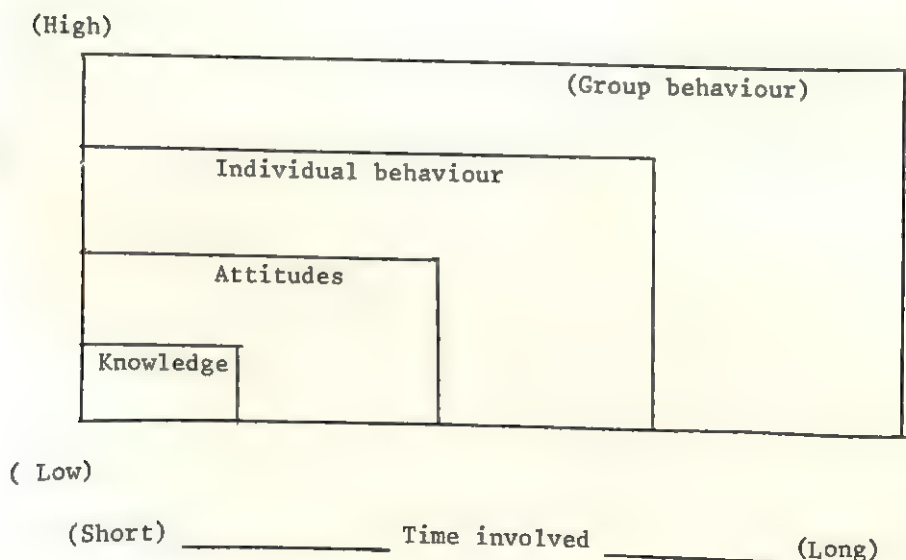 (High)
(Group behaviour)
Individual behaviour
Attitudes
Knowledge
( Low)
(Short) Time involved (Long)